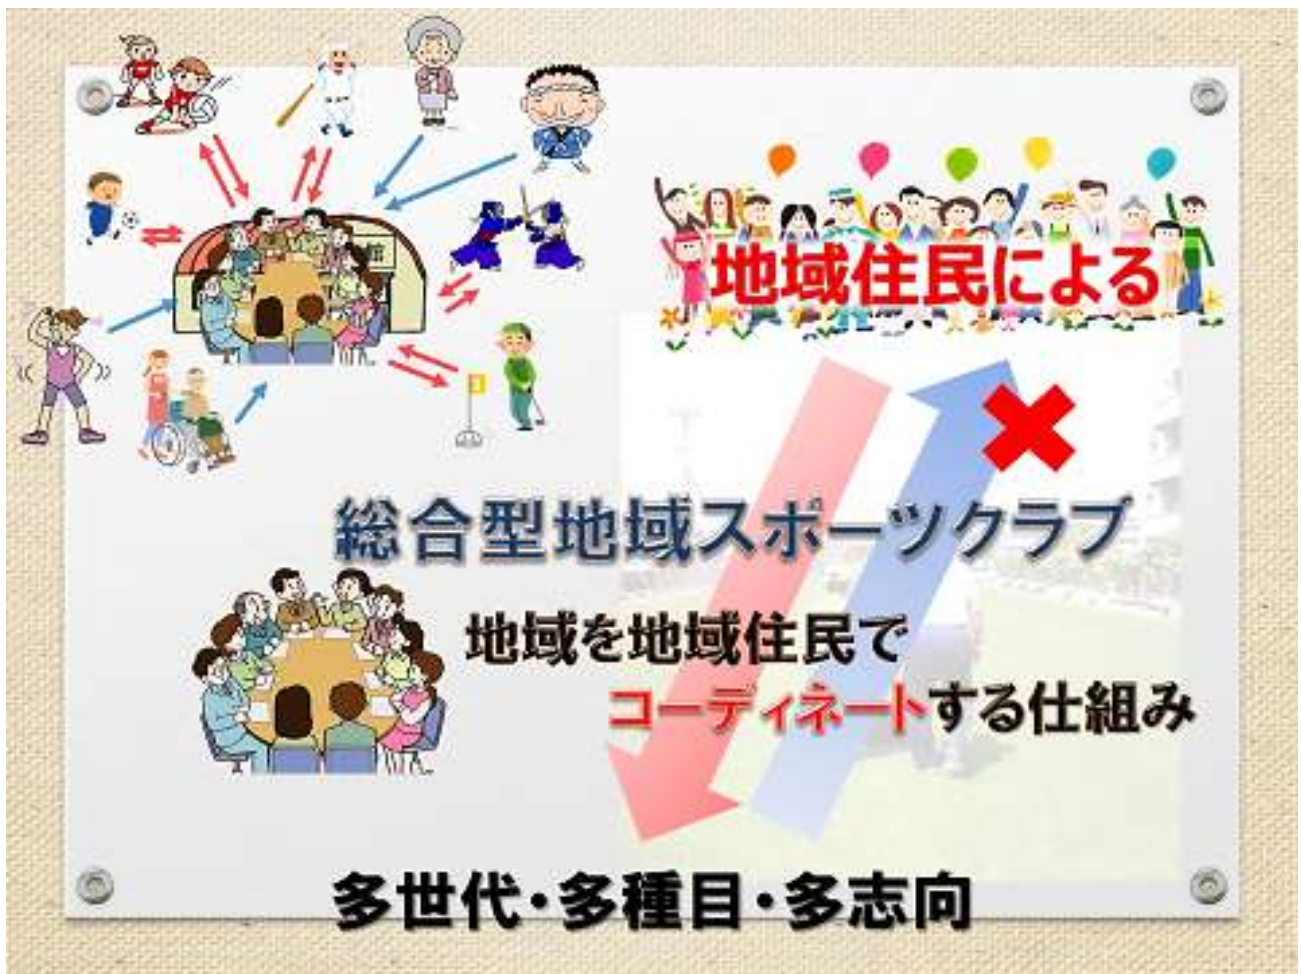 館
地域住民による
総合型地域スポーツクラブ
地域を地域住民で
コーディネートする仕組み
多世代・多種目・多志向